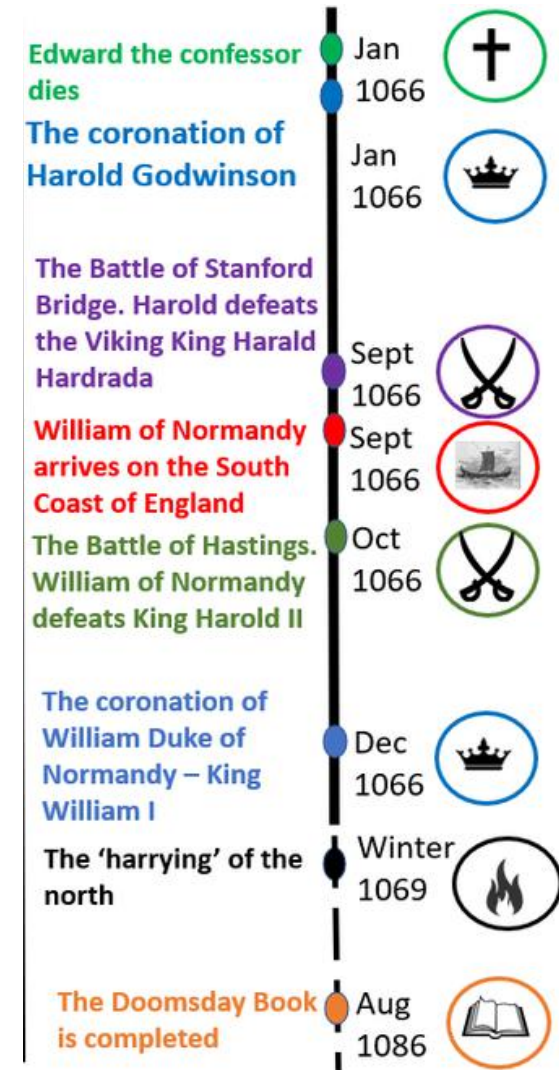 Edward the confessor
dies
Jan
1066
The coronation of
Harold Godwinson
Jan
1066
The Battle of Stanford
Bridge. Harold defeats
the Viking King Harald
Hardrada
Sept
1066
William of Normandy
arrives on the South
Coast of England
Sept
1066
The Battle of Hastings.
William of Normandy
defeats King Harold II
Oct
1066
The coronation of
William Duke of
Normandy – King
William I
Dec
1066
The ‘harrying’ of the
north
Winter
1069
The Doomsday Book
is completed
Aug
1086